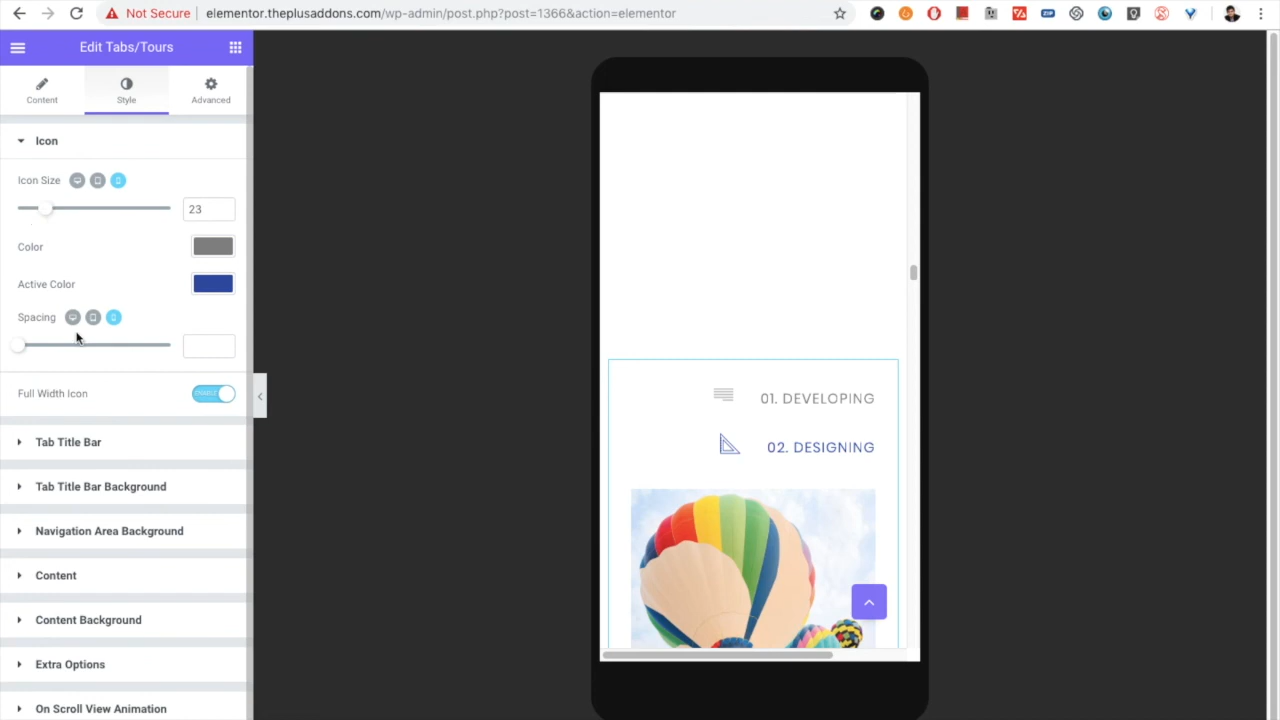 Not Secure
elementor.theplusaddons.com/wp-admin/post.php?post=1366&action=elementor
ZIP
Edit Tabs/Tours
Content
Style
Advanced
Icon
Icon Size
23
Color
Active Color
Spacing
Full Width Icon
ENABLE
Tab Title Bar
Tab Title Bar Background
Navigation Area Background
Content
Content Background
Extra Options
On Scroll View Animation
01. DEVELOPING
02. DESIGNING